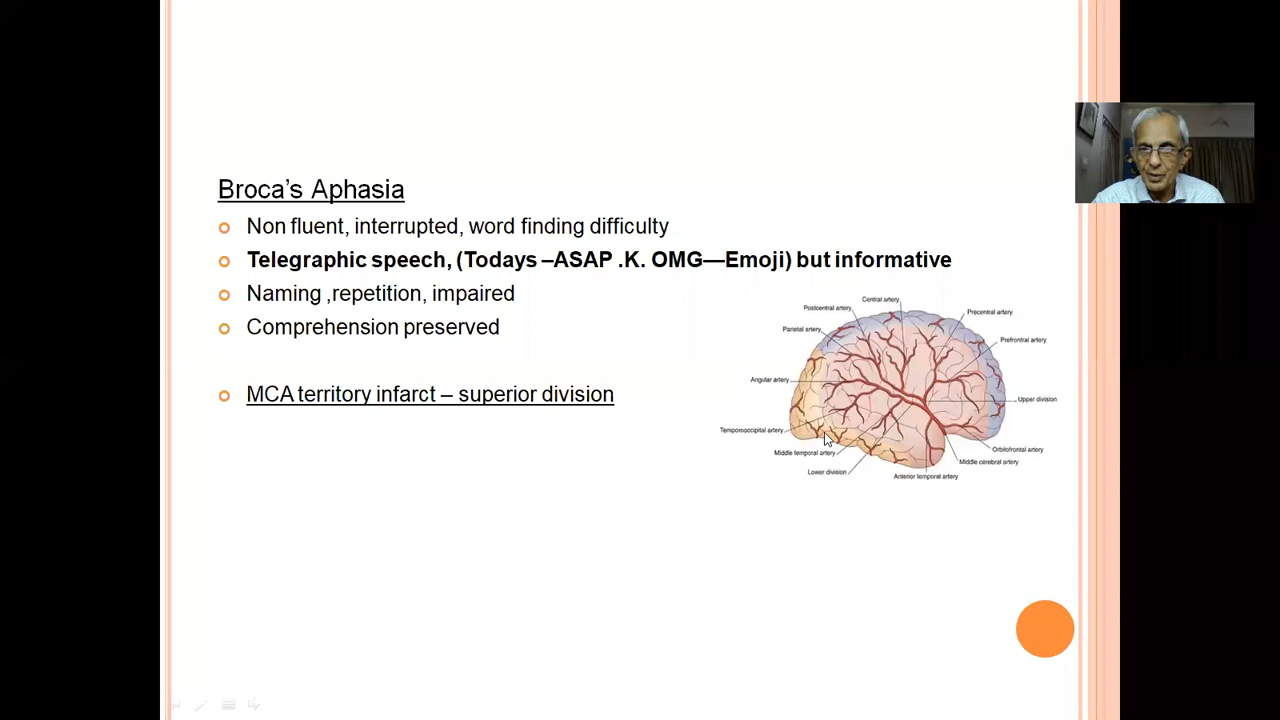 Broca's Aphasia
Non fluent, interrupted, word finding difficulty
Telegraphic speech, (Todays –ASAP .K. OMG—Emoji) but informative
Naming ,repetition, impaired
Comprehension preserved
MCA territory infarct – superior division
Central artery
Postcentral artery
Precentral artery
Parietal artery
Prefrontal artery
Angular artery
Upper division
Temporooccipital artery
Orbitofrontal artery
Middle temporal artery
Middle cerebral artery
Lower division
Anterior temporal artery